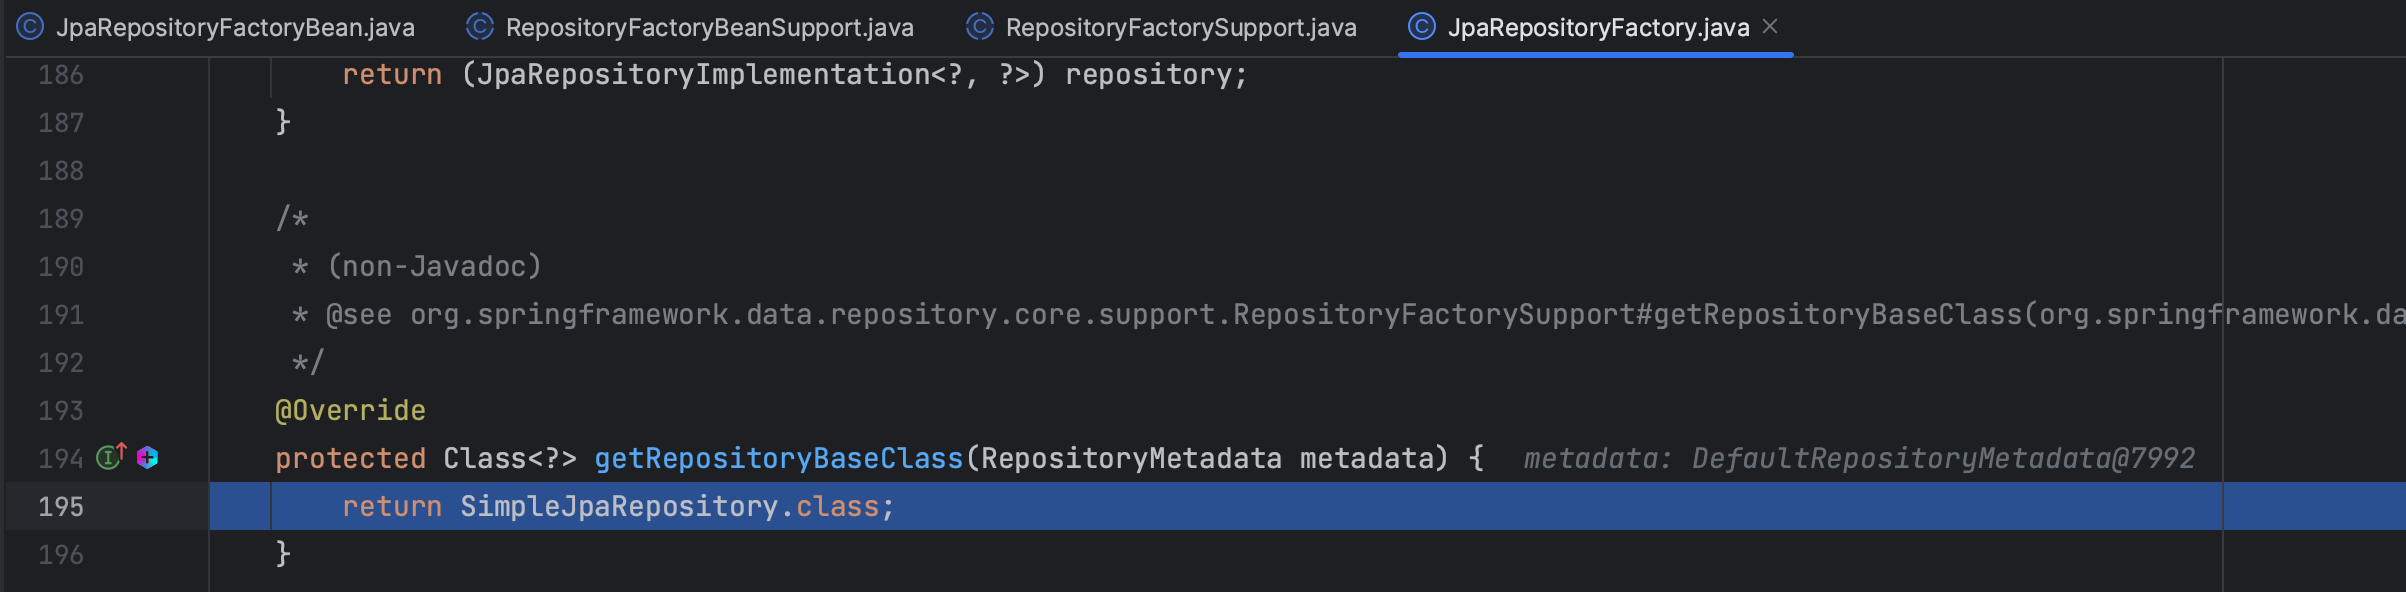 JpaRepositoryFactoryBean.java RepositoryFactoryBeanSupport.java RepositoryFactorySupport.java JpaRepositoryFactory.java
186 return (JpaRepositoryImplementation<?, ?>) repository;
187 }
188
189 /*
190 * (non-Javadoc)
191 * @see org.springframework.data.repository.core.support.RepositoryFactorySupport#getRepositoryBaseClass(org.springframework.da
192 */
193 @Override
194 protected Class<?> getRepositoryBaseClass(RepositoryMetadata metadata) { metadata: DefaultRepositoryMetadata@7992
195 return SimpleJpaRepository.class;
196 }